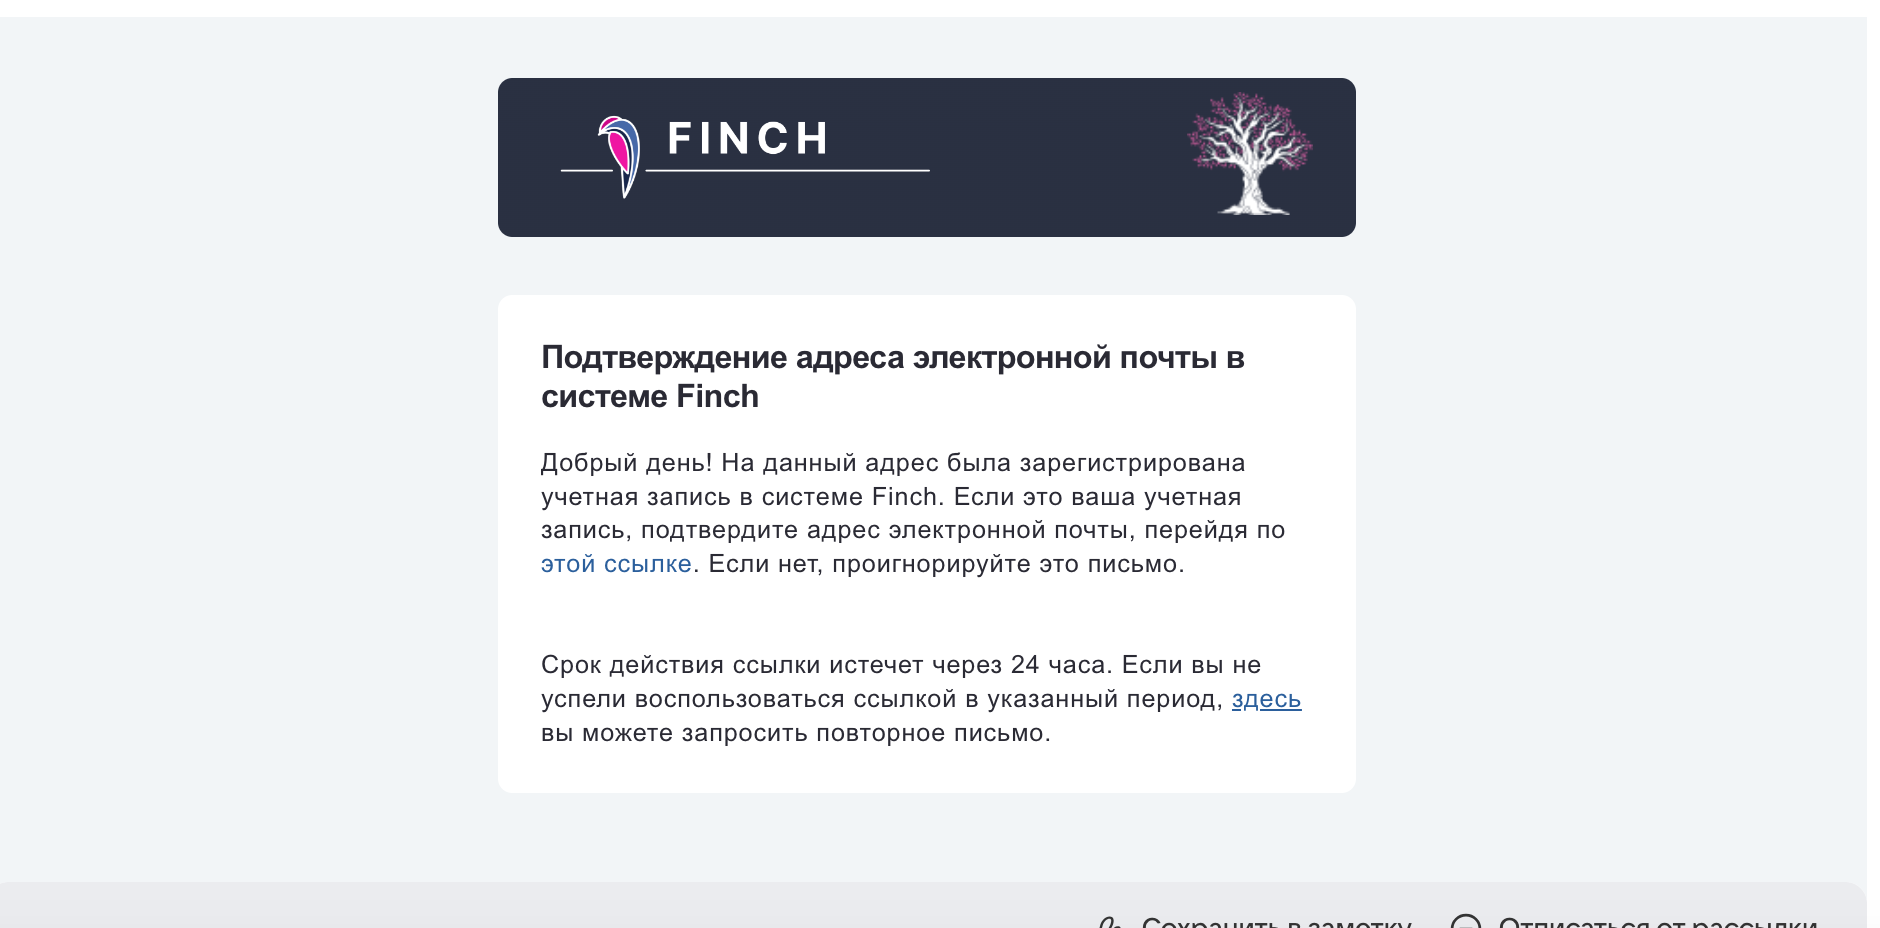 FINCH
Подтверждение адреса электронной почты в
системе Finch
Добрый день! На данный адрес была зарегистрирована
учетная запись в системе Finch. Если это ваша учетная
запись, подтвердите адрес электронной почты, перейдя по
этой ссылке. Если нет, проигнорируйте это письмо.
Срок действия ссылки истечет через 24 часа. Если вы не
успели воспользоваться ссылкой в указанный период, здесь
вы можете запросить повторное письмо.
Сохранить в заметку Отписаться от рассылки